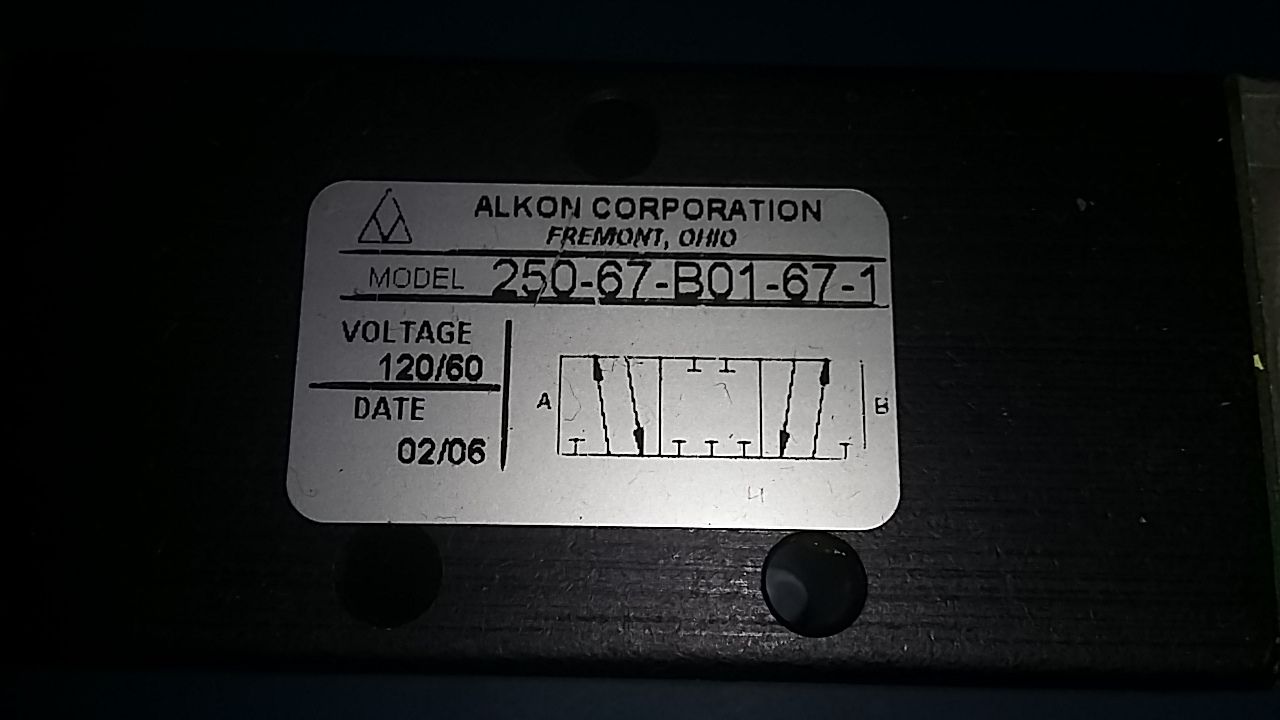 ALKON CORPORATION
FREMONT, OHIO
MODEL 250-67-B01-67-1
VOLTAGE
120/60
DATE
02/06
A
B